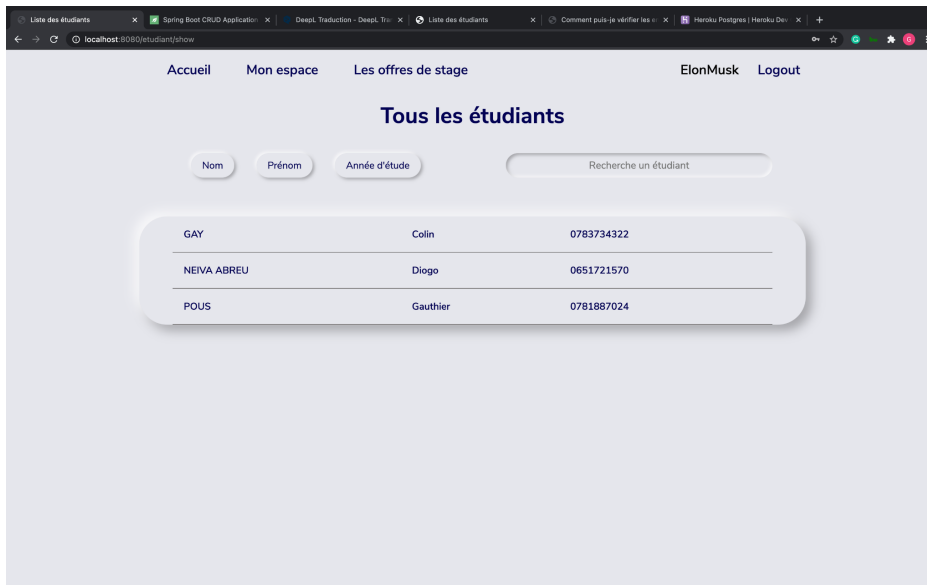 Liste des étudiants
Spring Boot CRUD Application
DeepL Traduction - DeepL Tra
Liste des étudiants
Comment puis-je vérifier les er
Heroku Postgres | Heroku Dev
localhost:8080/etudiant/show
Accueil Mon espace Les offres de stage ElonMusk Logout
Tous les étudiants
Nom Prénom Année d'étude Recherche un étudiant
GAY Colin 0783734322
NEIVA ABREU Diogo 0651721570
POUS Gauthier 0781887024